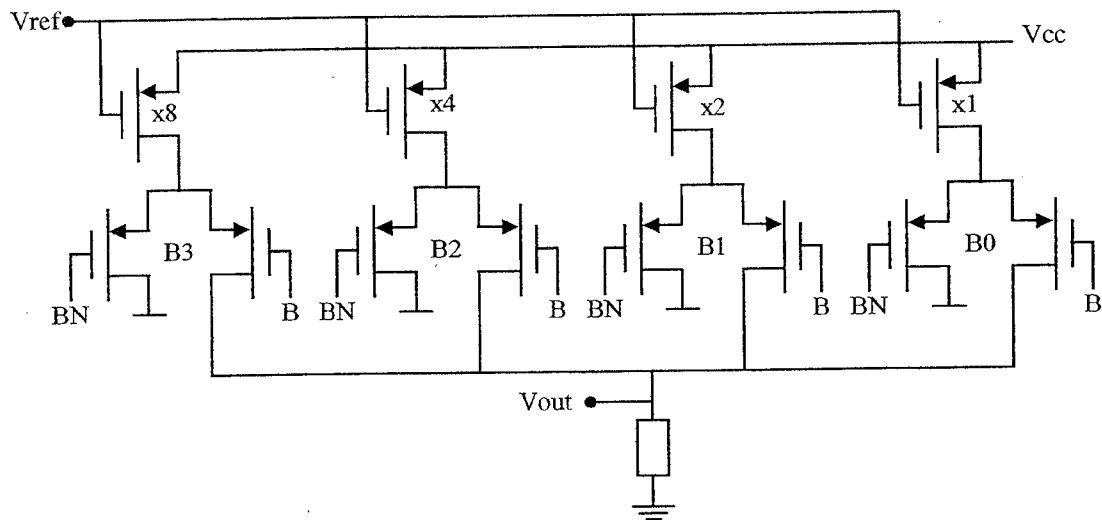 Vref
Vcc
x8 x4 x2 x1
B3 B2 B1 B0
BN B BN B BN B BN B
Vout